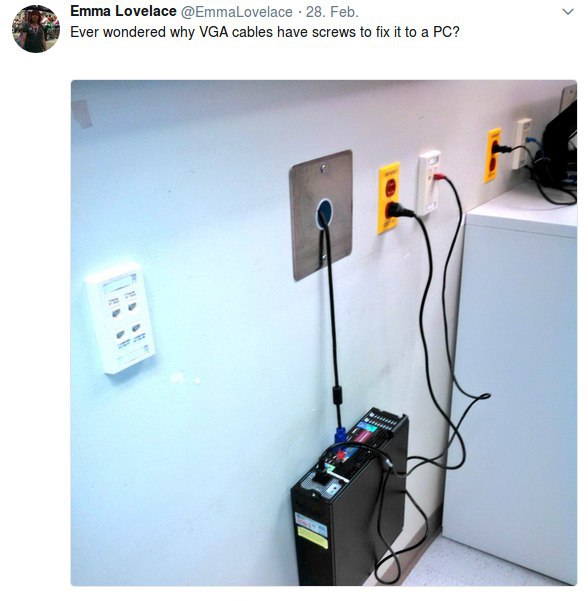 Emma Lovelace @EmmaLovelace · 28. Feb.
Ever wondered why VGA cables have screws to fix it to a PC?